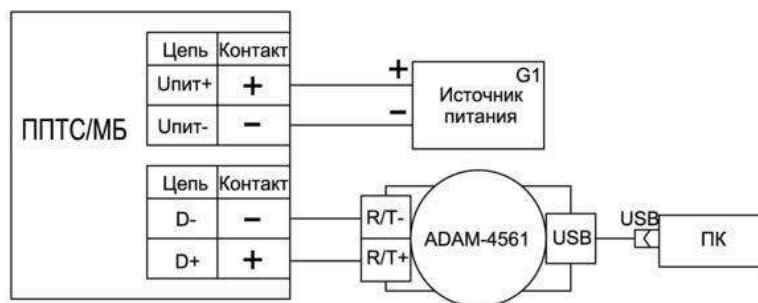 ППТС/МБ
Цепь Контакт
Uпит+ +
Uпит- -
Цепь Контакт
D- -
D+ +
+
-
G1
Источник
питания
R/T-
R/T+
ADAM-4561
USB
USB
ПК